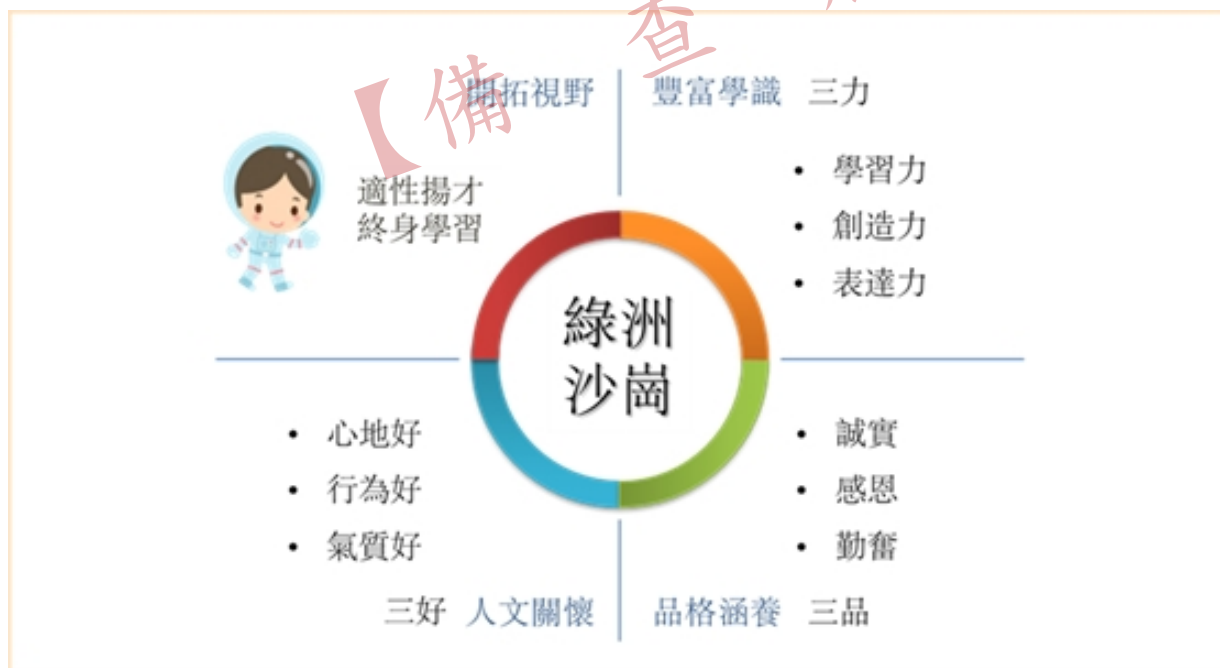 【備 查
開拓視野
豐富學識 三力
適性揚才
終身學習
• 學習力
• 創造力
• 表達力
綠洲
沙崗
• 心地好
• 行為好
• 氣質好
• 誠實
• 感恩
• 勤奮
三好 人文關懷
品格涵養 三品